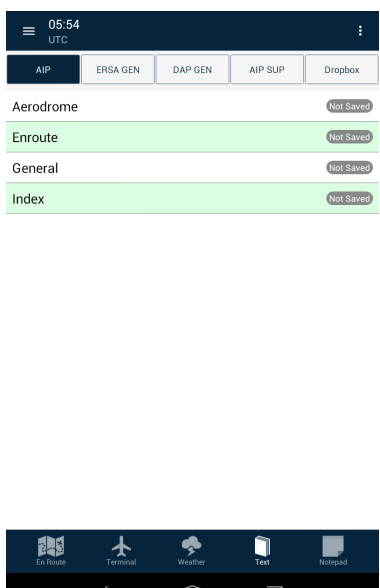 05:54
UTC
AIP ERSA GEN DAP GEN AIP SUP Dropbox
Aerodrome Not Saved
Enroute Not Saved
General Not Saved
Index Not Saved
En Route Terminal Weather Text Notepad